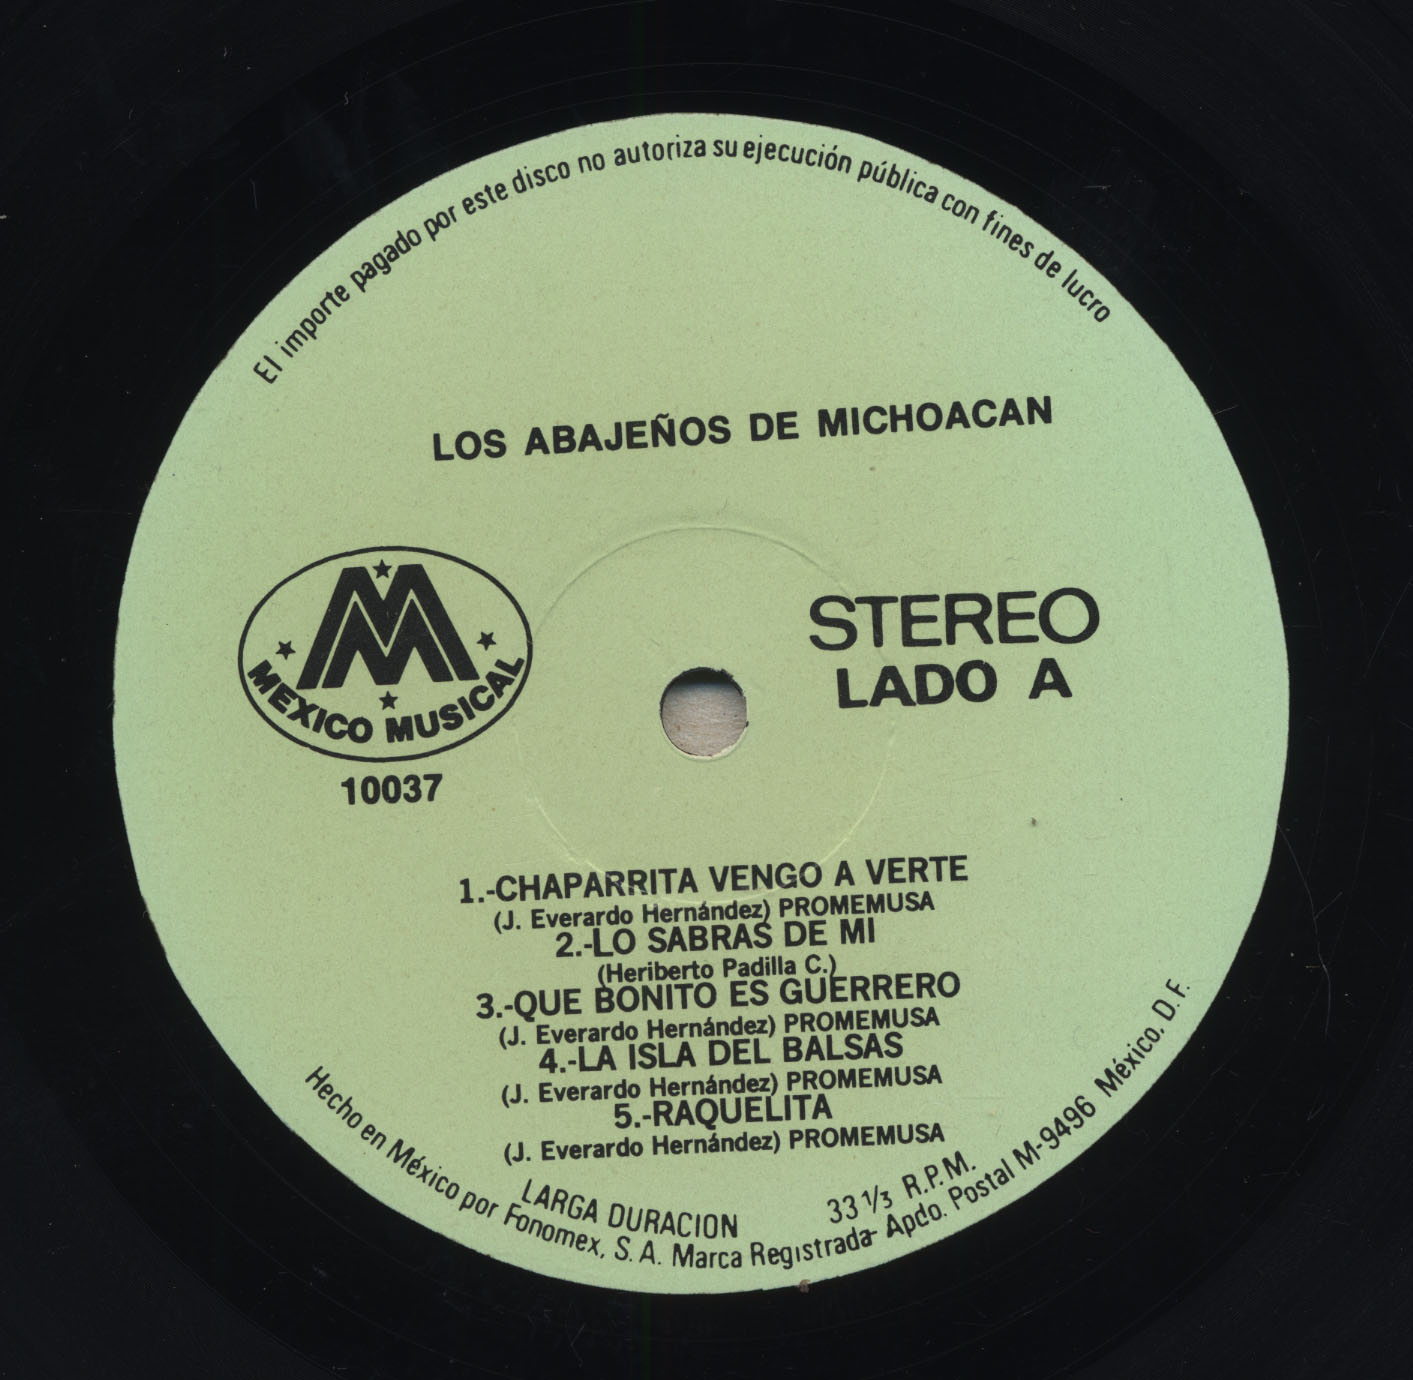 El importe pagado por este disco no autoriza su ejecución pública con fines de lucro
LOS ABAJEÑOS DE MICHOACAN
MEXICO MUSICAL
10037
STEREO
LADO A
1.-CHAPARRITA VENGO A VERTE
(J. Everardo Hernández) PROMEMUSA
2.-LO SABRAS DE MI
(Heriberto Padilla C.)
3.-QUE BONITO ES GUERRERO
(J. Everardo Hernández) PROMEMUSA
4.-LA ISLA DEL BALSAS
(J. Everardo Hernández) PROMEMUSA
5.-RAQUELITA
(J. Everardo Hernández) PROMEMUSA
LARGA DURACION 33 1/3 R.P.M.
Hecho en México por Fonomex, S. A. Marca Registrada- Apdo. Postal M-9496 México, D. F.